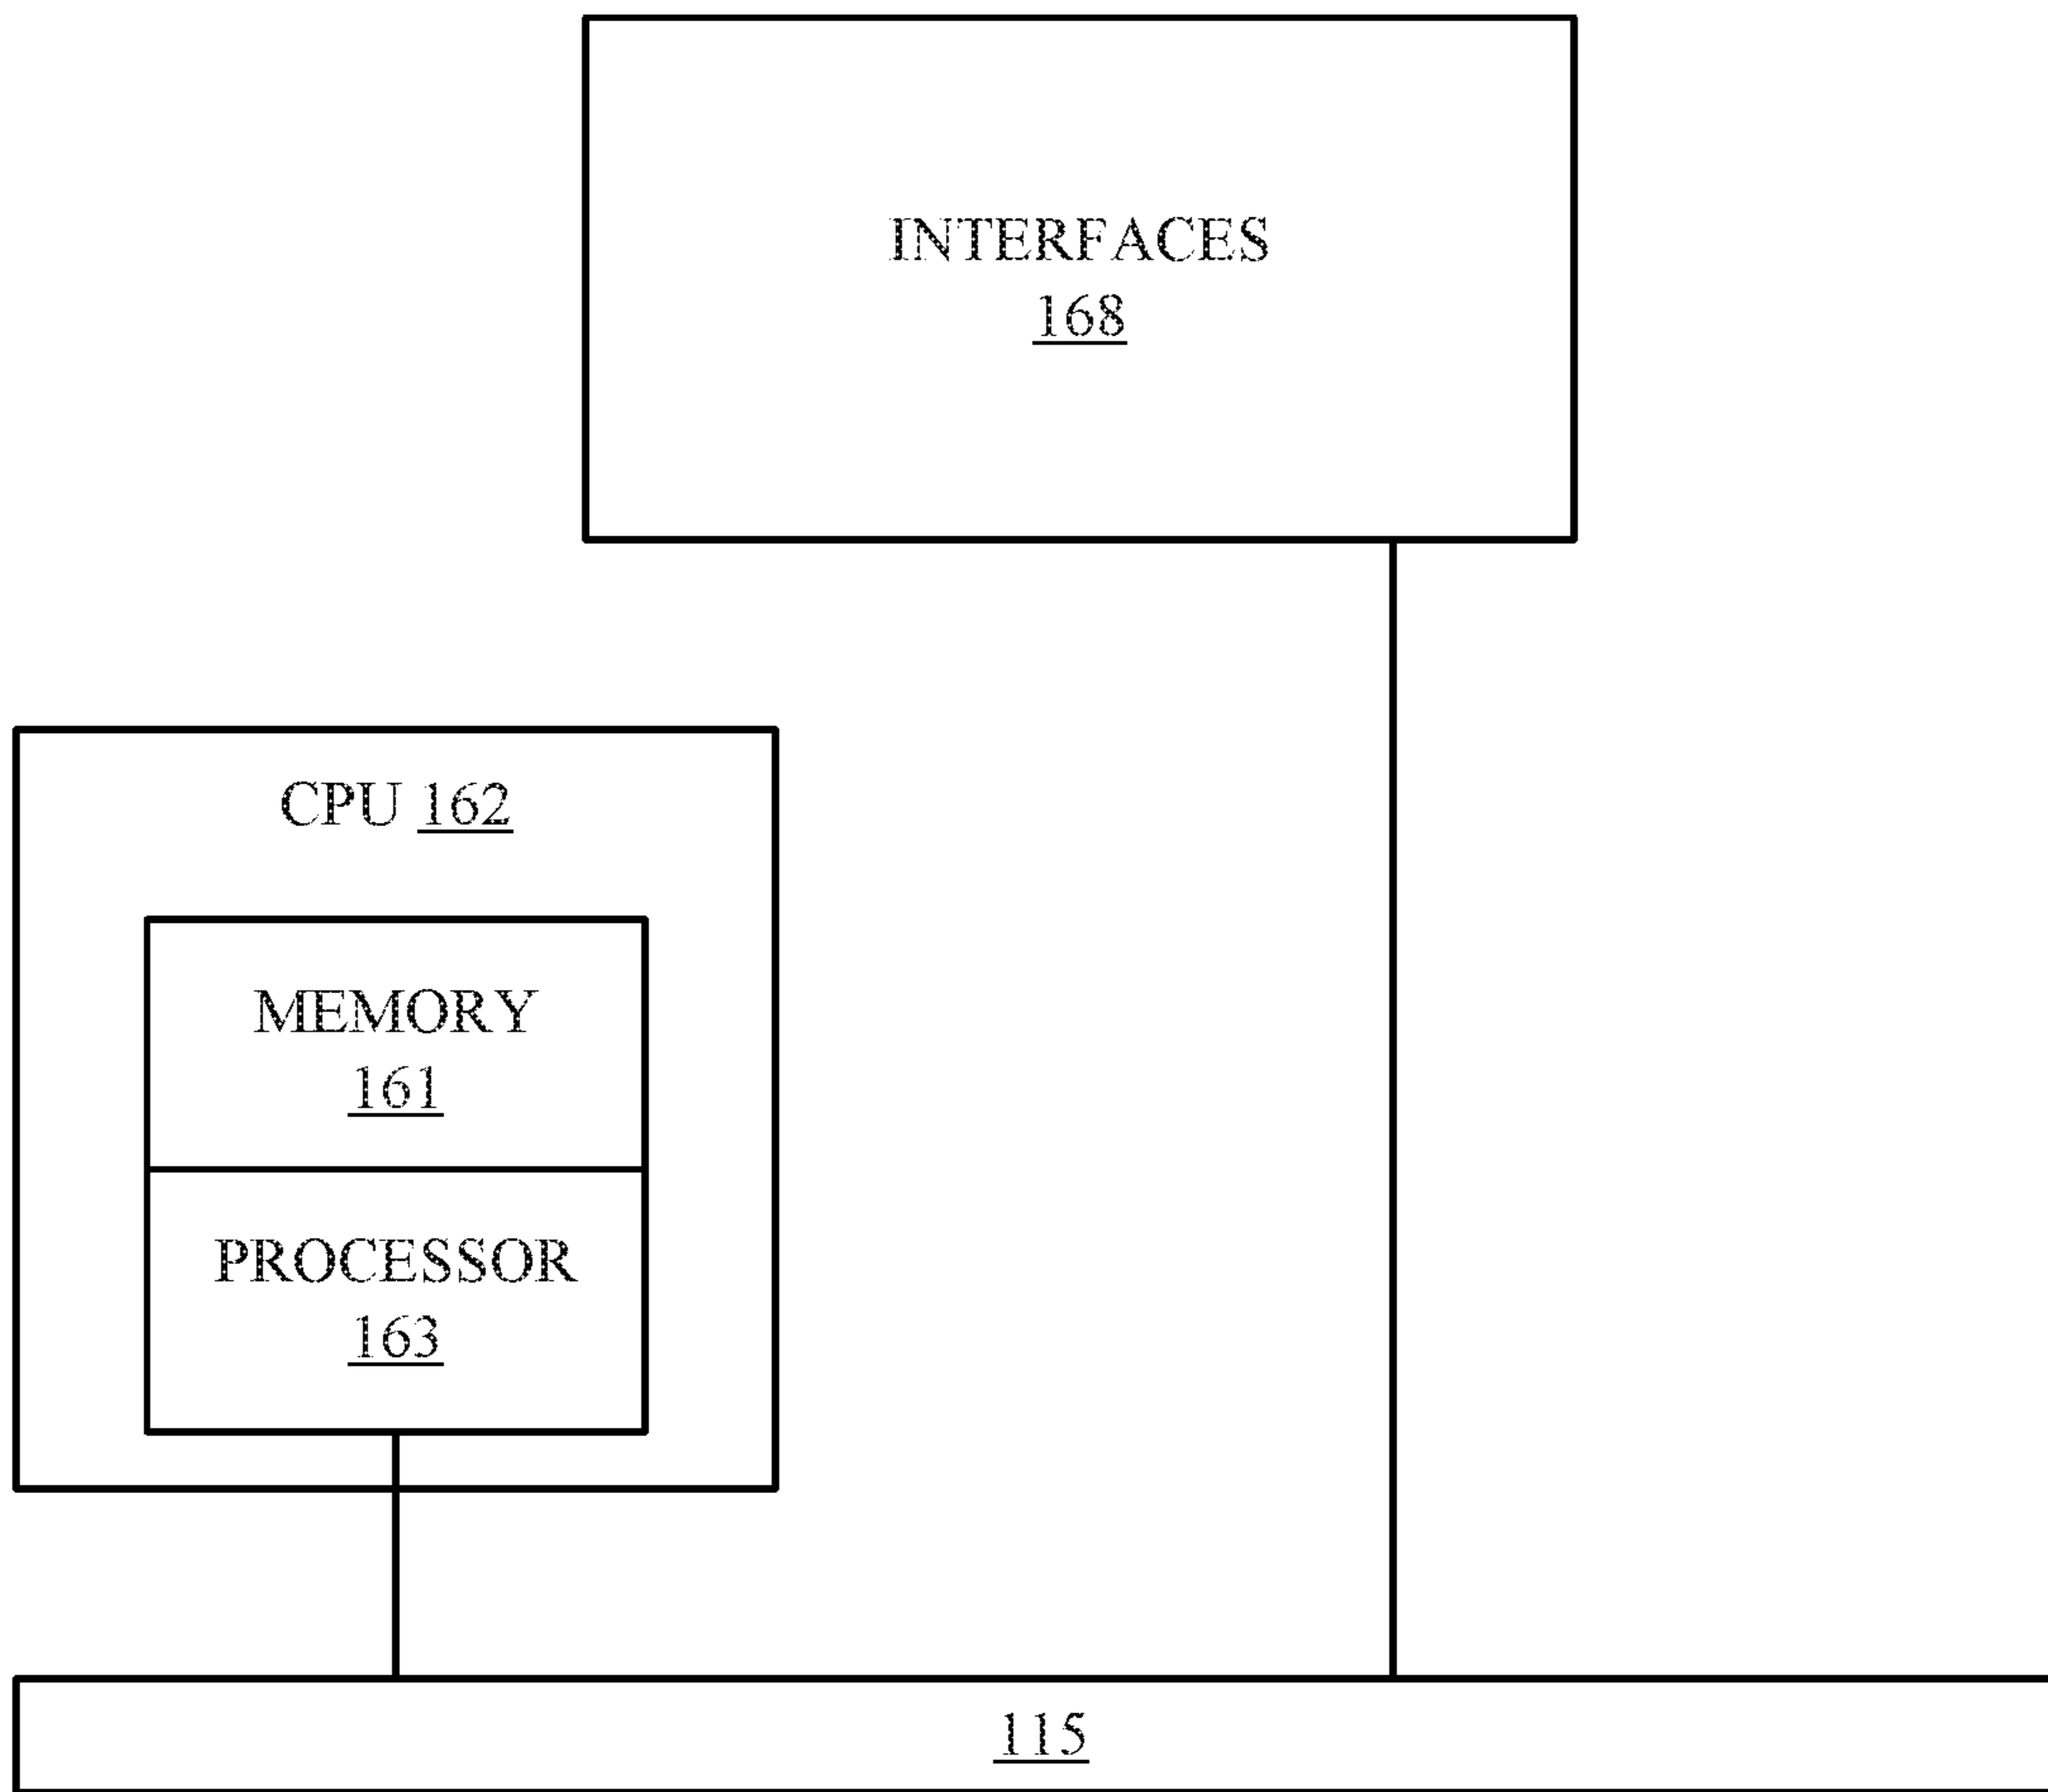 INTERFACES
168
CPU 162
MEMORY
161
PROCESSOR
163
115